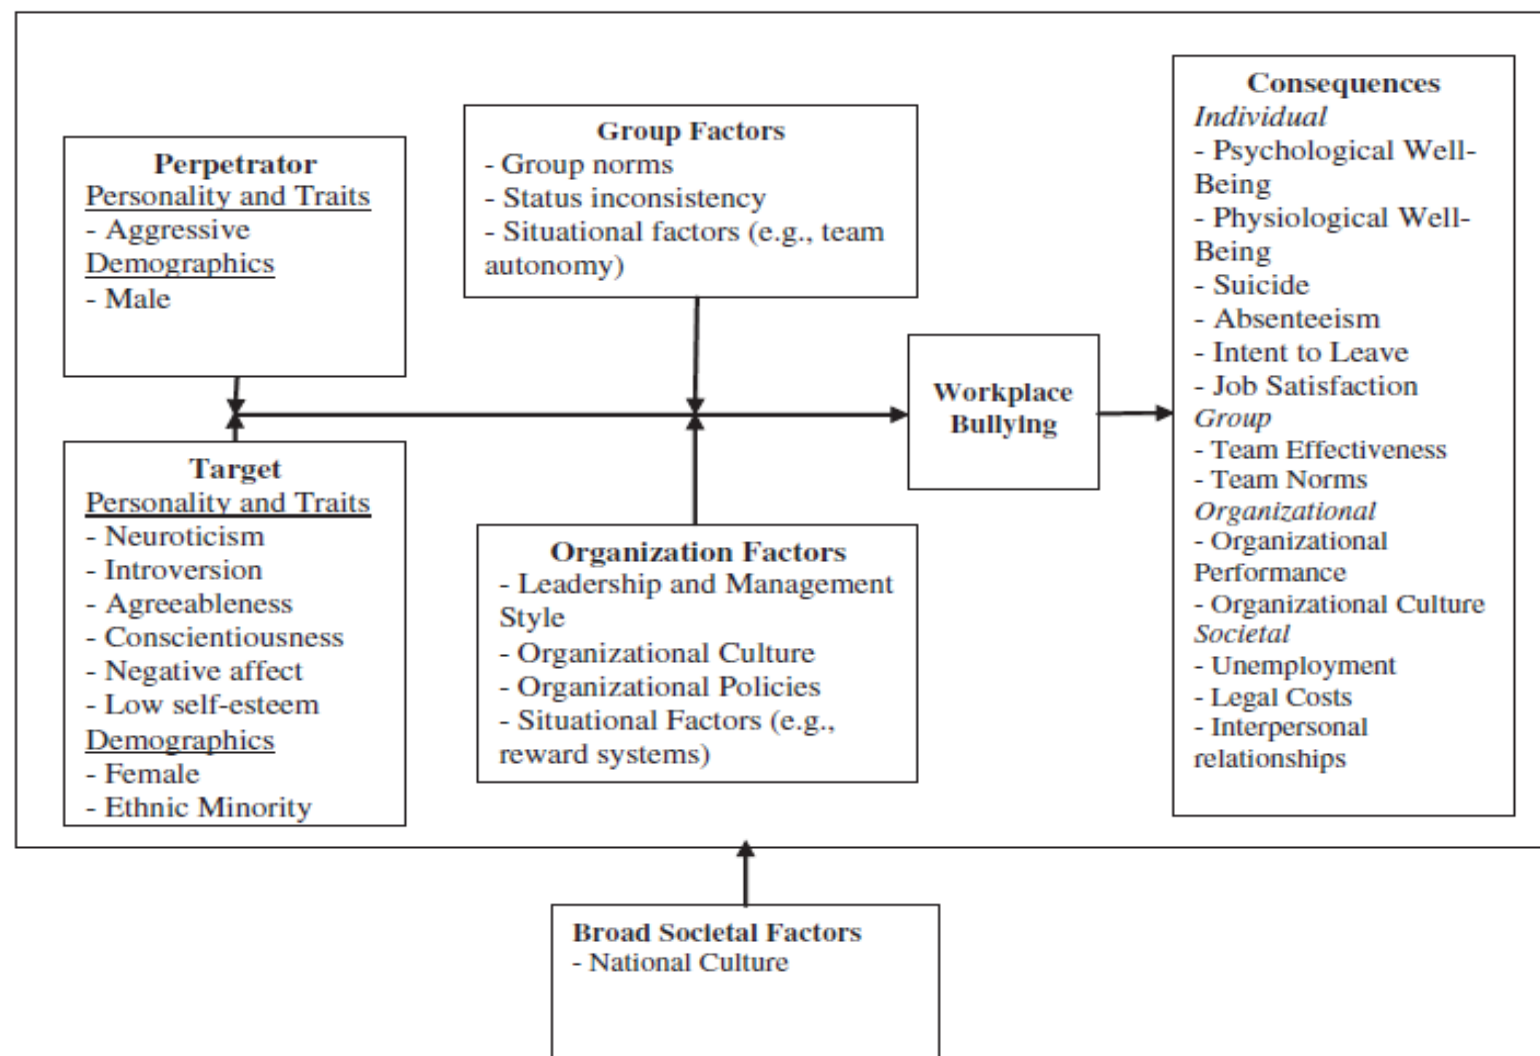 Perpetrator
Personality and Traits
- Aggressive
Demographics
- Male
Target
Personality and Traits
- Neuroticism
- Introversion
- Agreeableness
- Conscientiousness
- Negative affect
- Low self-esteem
Demographics
- Female
- Ethnic Minority
Group Factors
- Group norms
- Status inconsistency
- Situational factors (e.g., team
autonomy)
Organization Factors
- Leadership and Management
Style
- Organizational Culture
- Organizational Policies
- Situational Factors (e.g.,
reward systems)
Workplace
Bullying
Consequences
Individual
- Psychological Well-
Being
- Physiological Well-
Being
- Suicide
- Absenteeism
- Intent to Leave
- Job Satisfaction
Group
- Team Effectiveness
- Team Norms
Organizational
- Organizational
Performance
- Organizational Culture
Societal
- Unemployment
- Legal Costs
- Interpersonal
relationships
Broad Societal Factors
- National Culture